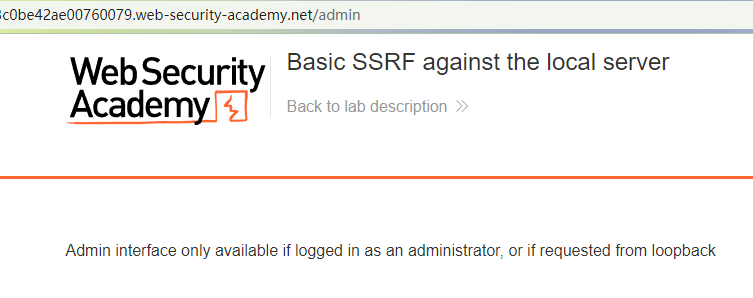 3c0be42ae00760079.web-security-academy.net/admin
Web Security
Academy
Basic SSRF against the local server
Back to lab description
Admin interface only available if logged in as an administrator, or if requested from loopback